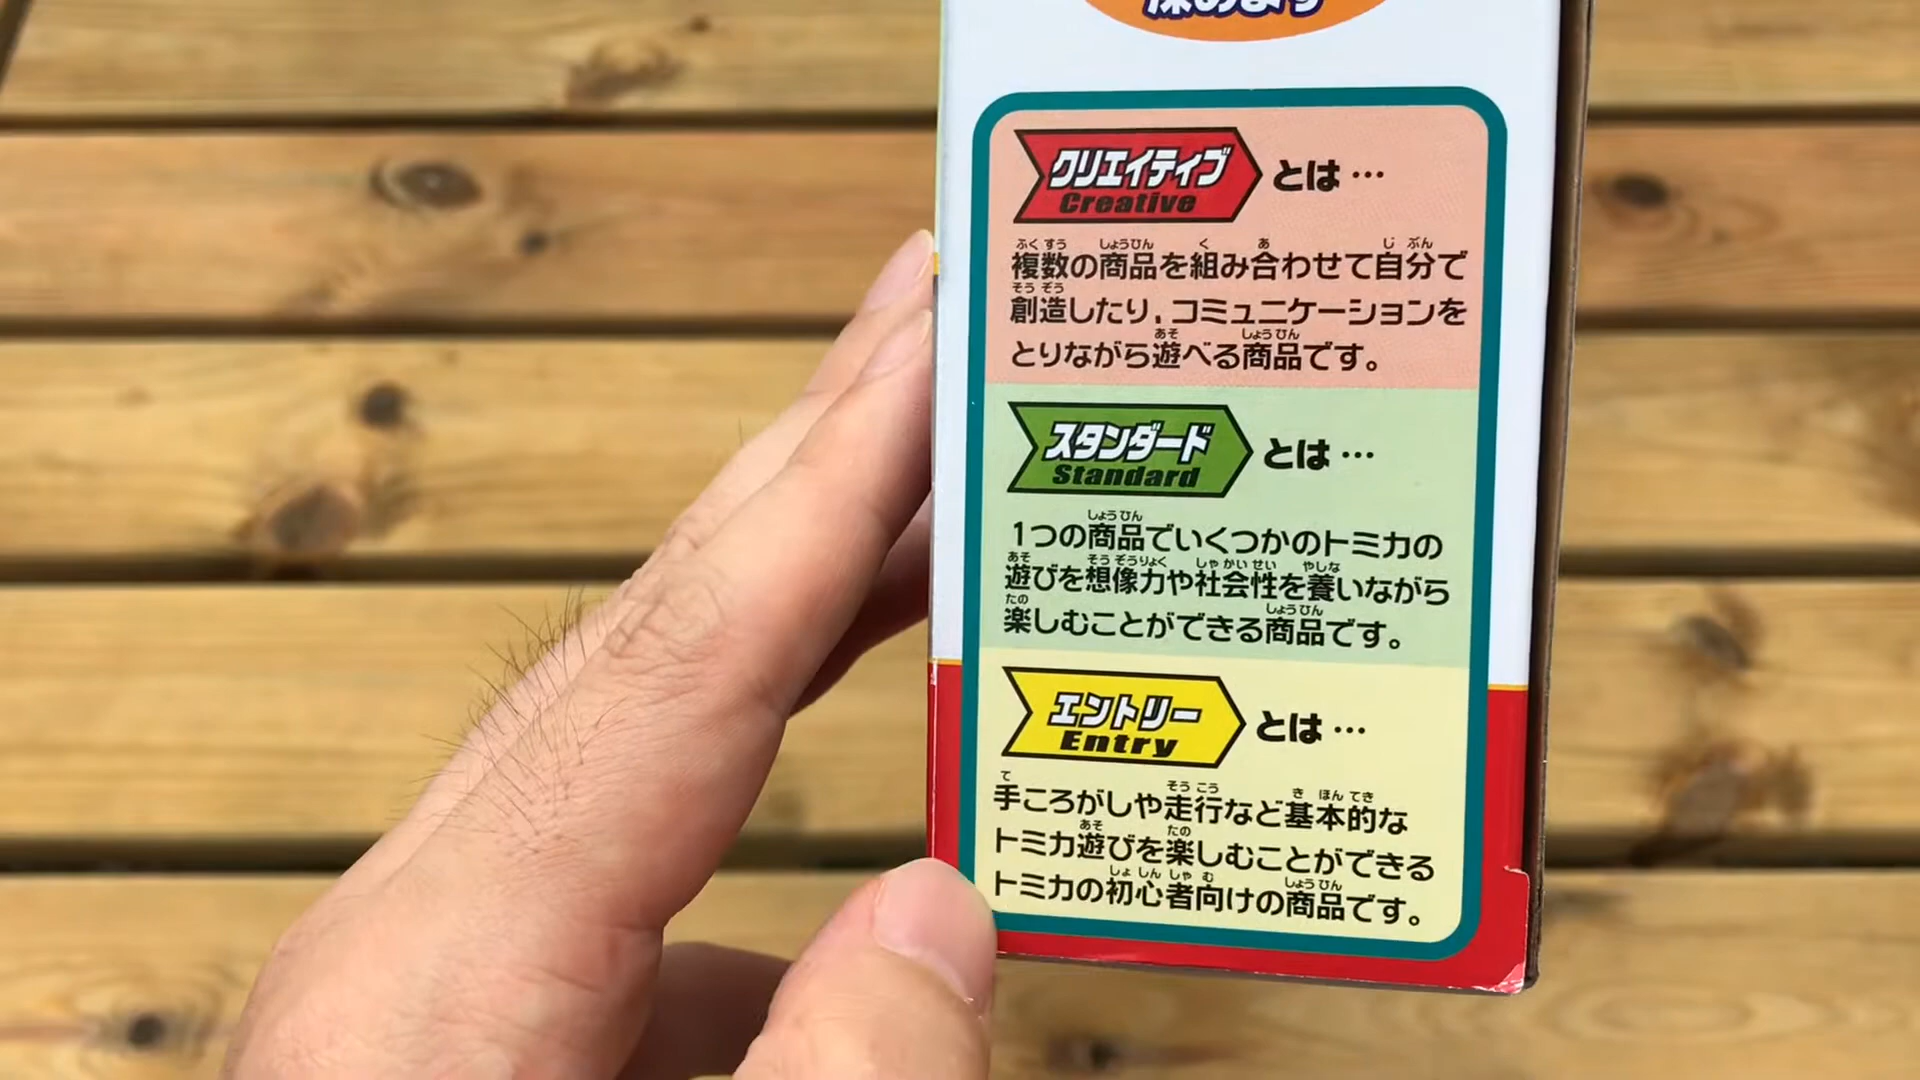 深めます
クリエイティブ
Creative
とは…
複数の商品を組み合わせて自分で
創造したり、コミュニケーションを
とりながら遊べる商品です。
スタンダード
Standard
とは…
1つの商品でいくつかのトミカの
遊びを想像力や社会性を養いながら
楽しむことができる商品です。
エントリー
Entry
とは…
手ころがしや走行など基本的な
トミカ遊びを楽しむことができる
トミカの初心者向けの商品です。